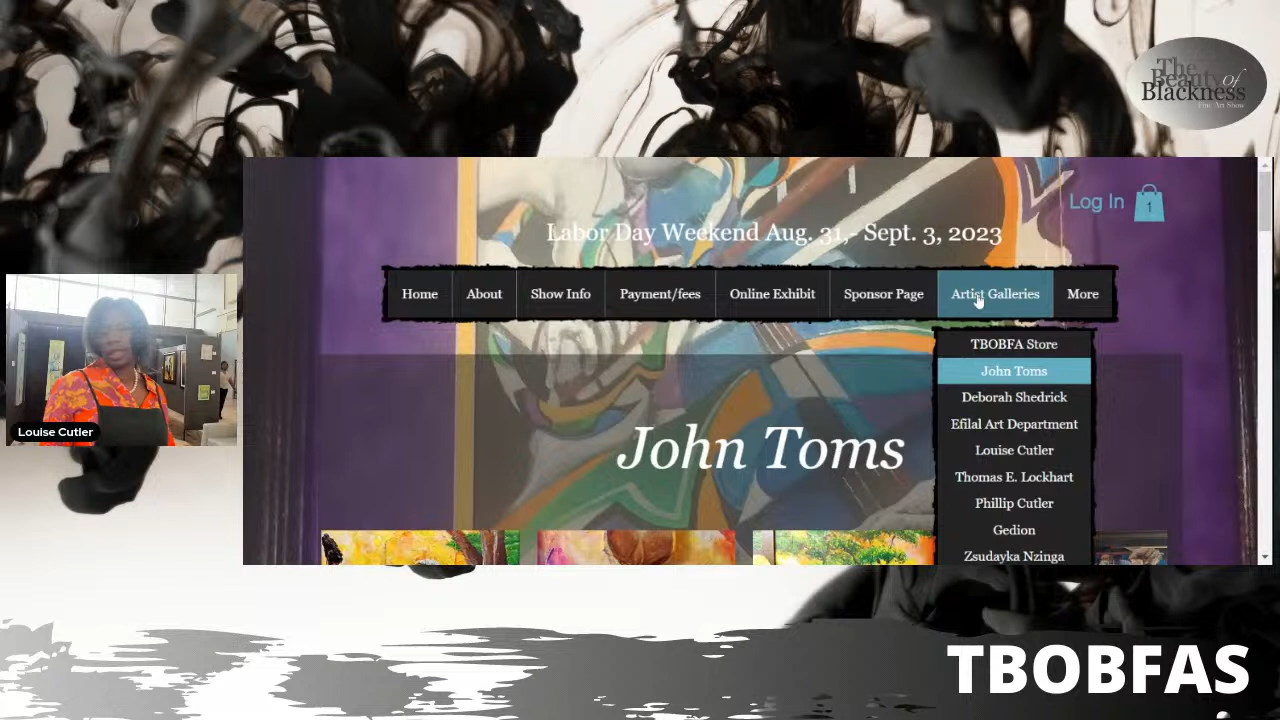 The
Beauty of
Blackness
Fine Art Show
Log In
1
Labor Day Weekend Aug. 31,- Sept. 3, 2023
Home About Show Info Payment/fees Online Exhibit Sponsor Page Artist Galleries More
TBOBFA Store
John Toms
Deborah Shedrick
Efilal Art Department
Louise Cutler
Thomas E. Lockhart
Phillip Cutler
Gedion
Zsudayka Nzinga
John Toms
Louise Cutler
TBOBFAS